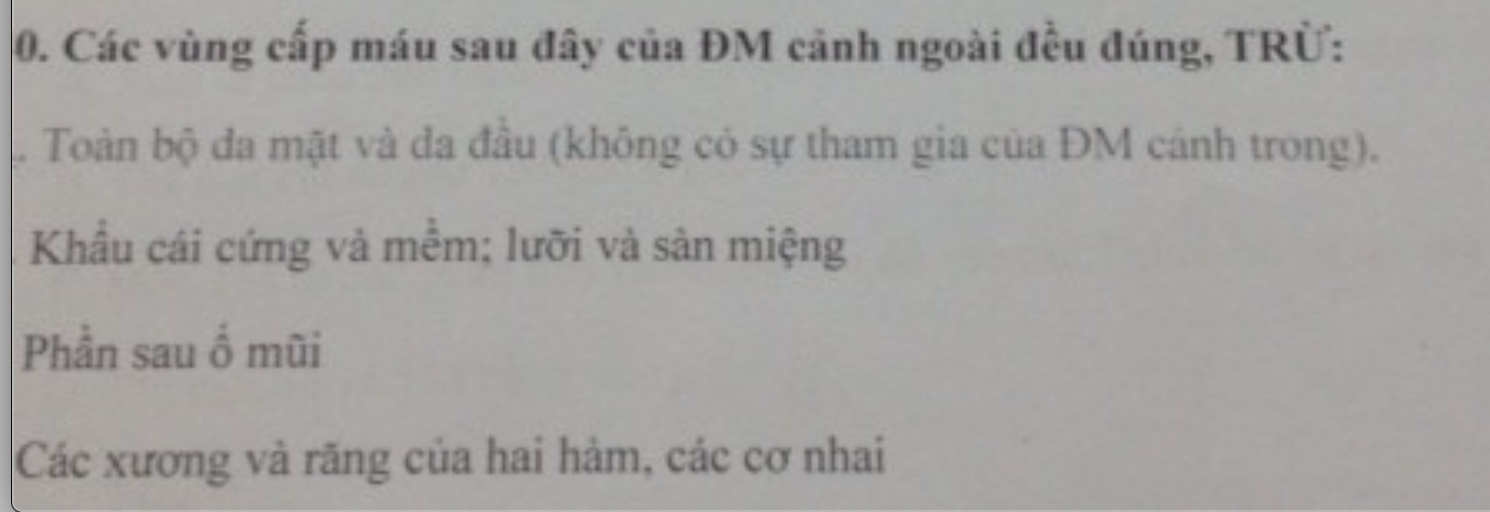 0. Các vùng cấp máu sau đây của ĐM cảnh ngoài đều đúng, TRỪ:
. Toàn bộ da mặt và da đầu (không có sự tham gia của ĐM cảnh trong).
Khẩu cái cứng và mềm; lưỡi và sàn miệng
Phần sau ổ mũi
Các xương và răng của hai hàm, các cơ nhai